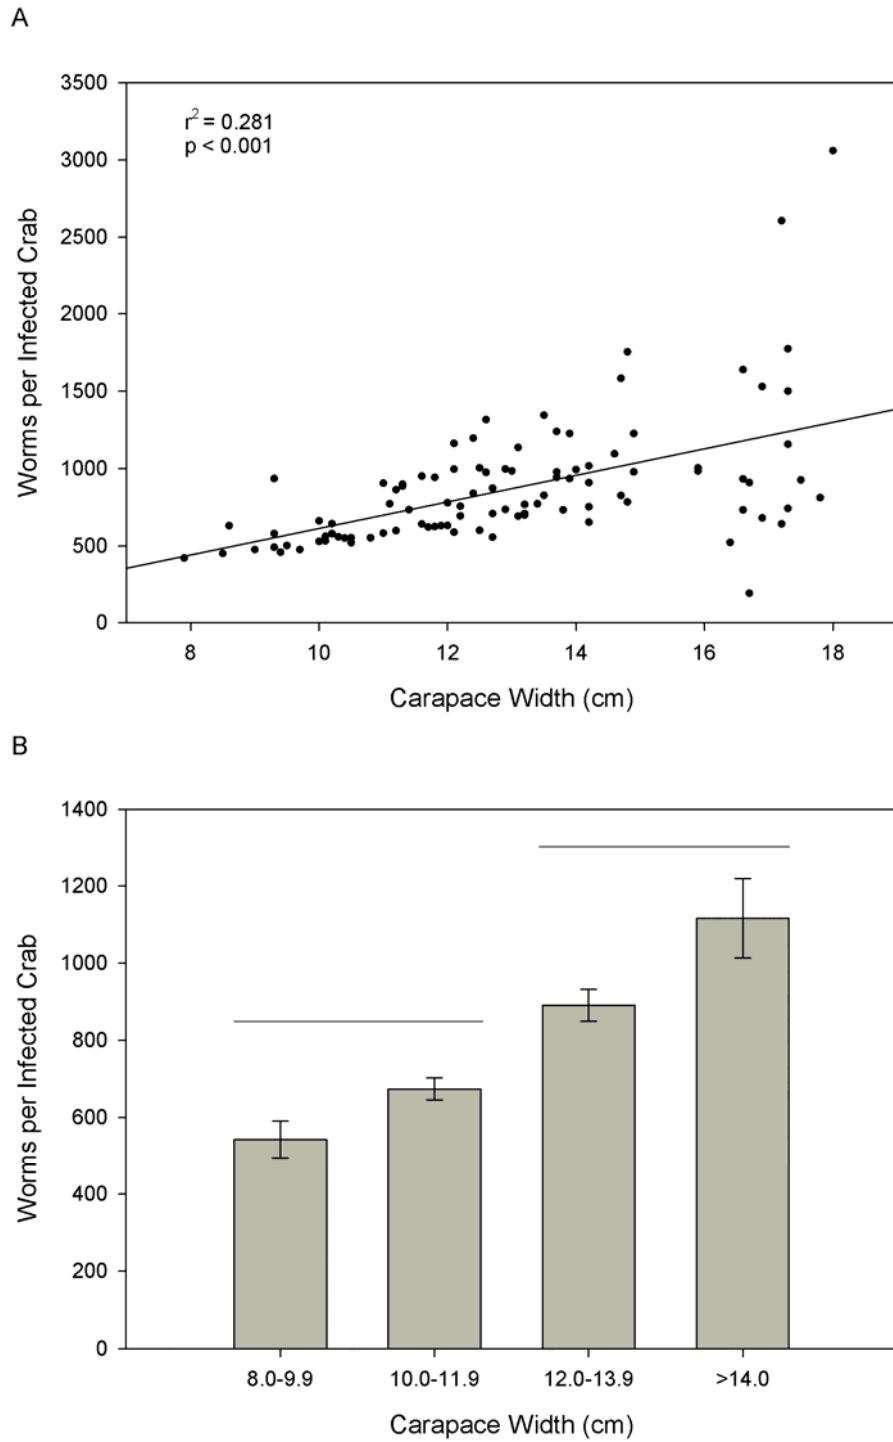 A
r² = 0.281
p < 0.001
3500
3000
2500
2000
1500
1000
500
0
Worms per Infected Crab
8 10 12 14 16 18
Carapace Width (cm)
B
1400
1200
1000
800
600
400
200
0
Worms per Infected Crab
8.0-9.9 10.0-11.9 12.0-13.9 >14.0
Carapace Width (cm)